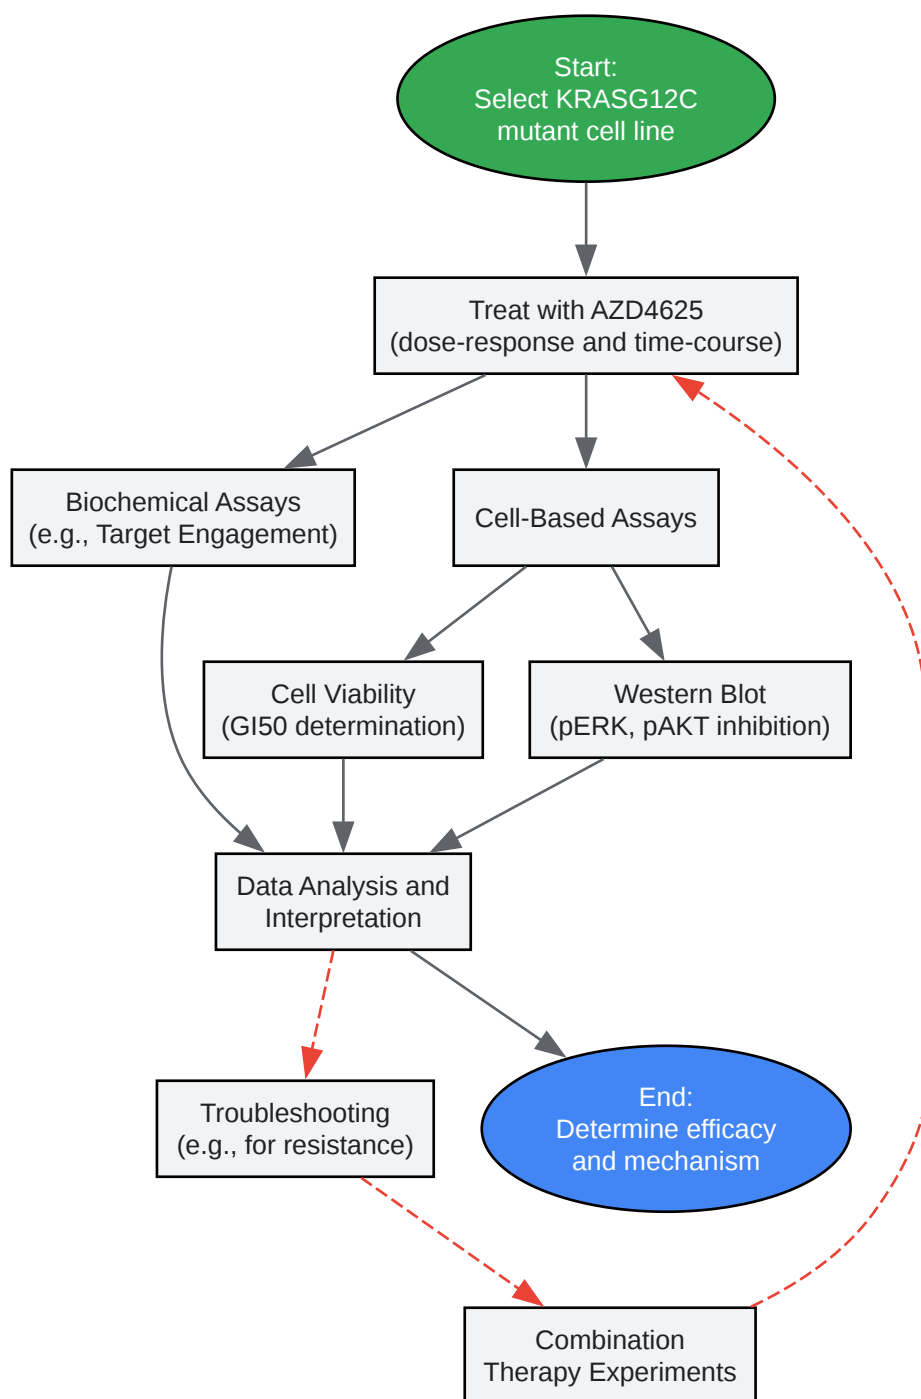 Start:
Select KRASG12C
mutant cell line
Treat with AZD4625
(dose-response and time-course)
Biochemical Assays
(e.g., Target Engagement)
Cell-Based Assays
Cell Viability
(GI50 determination)
Western Blot
(pERK, pAKT inhibition)
Data Analysis and
Interpretation
Troubleshooting
(e.g., for resistance)
End:
Determine efficacy
and mechanism
Combination
Therapy Experiments